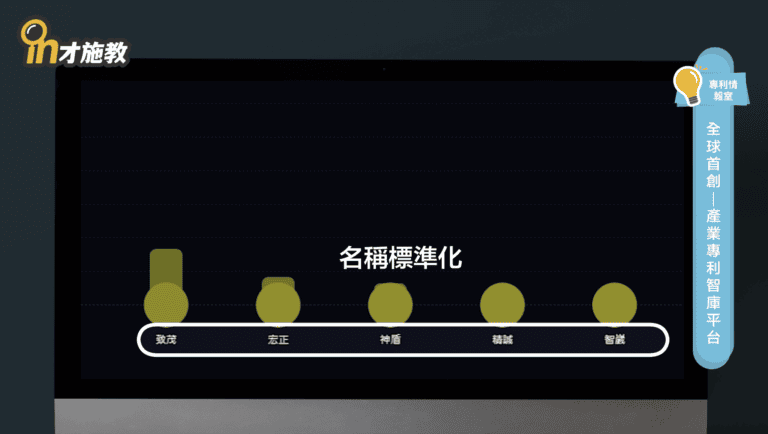 in才施教
專利情
報室
全球首創—產業專利智庫平台
名稱標準化
致茂
宏正
神盾
精誠
智崴